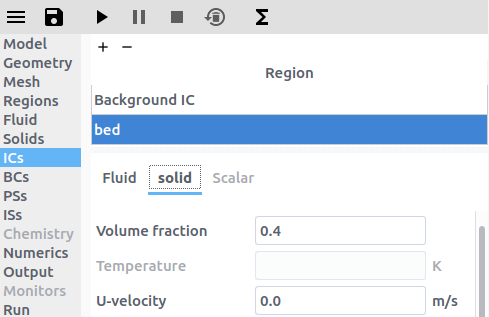 Model
Geometry
Mesh
Regions
Fluid
Solids
ICs
BCs
PSs
ISs
Chemistry
Numerics
Output
Monitors
Run
Region
Background IC
bed
Fluid solid Scalar
Volume fraction 0.4
Temperature K
U-velocity 0.0 m/s